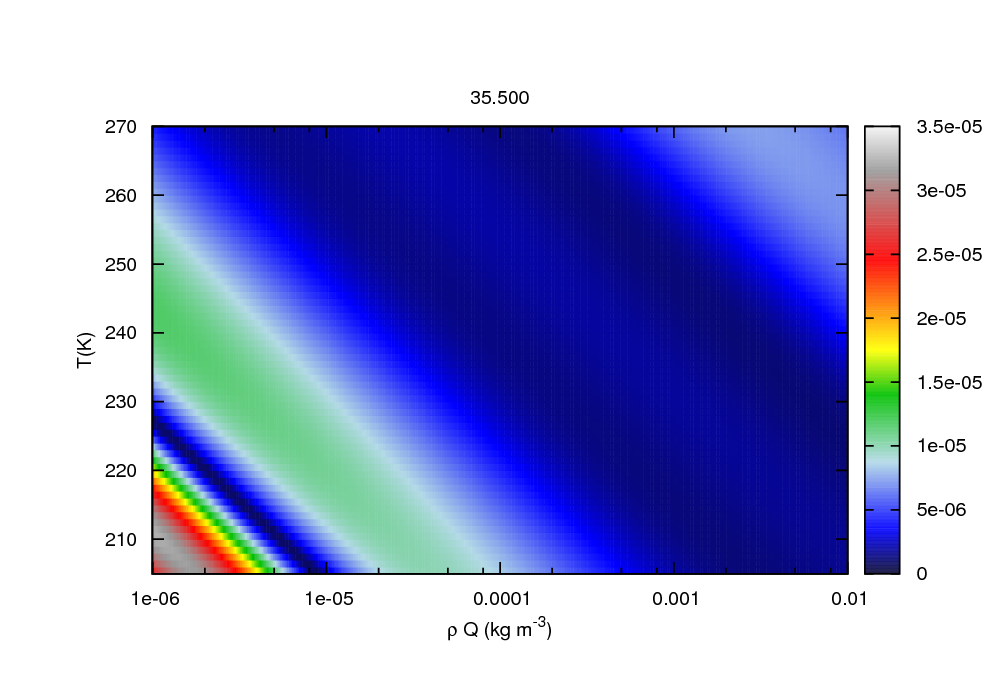 35.500
270
260
250
240
230
220
210
T(K)
1e-06 1e-05 0.0001 0.001 0.01
ρ Q (kg m-3)
3.5e-05
3e-05
2.5e-05
2e-05
1.5e-05
1e-05
5e-06
0